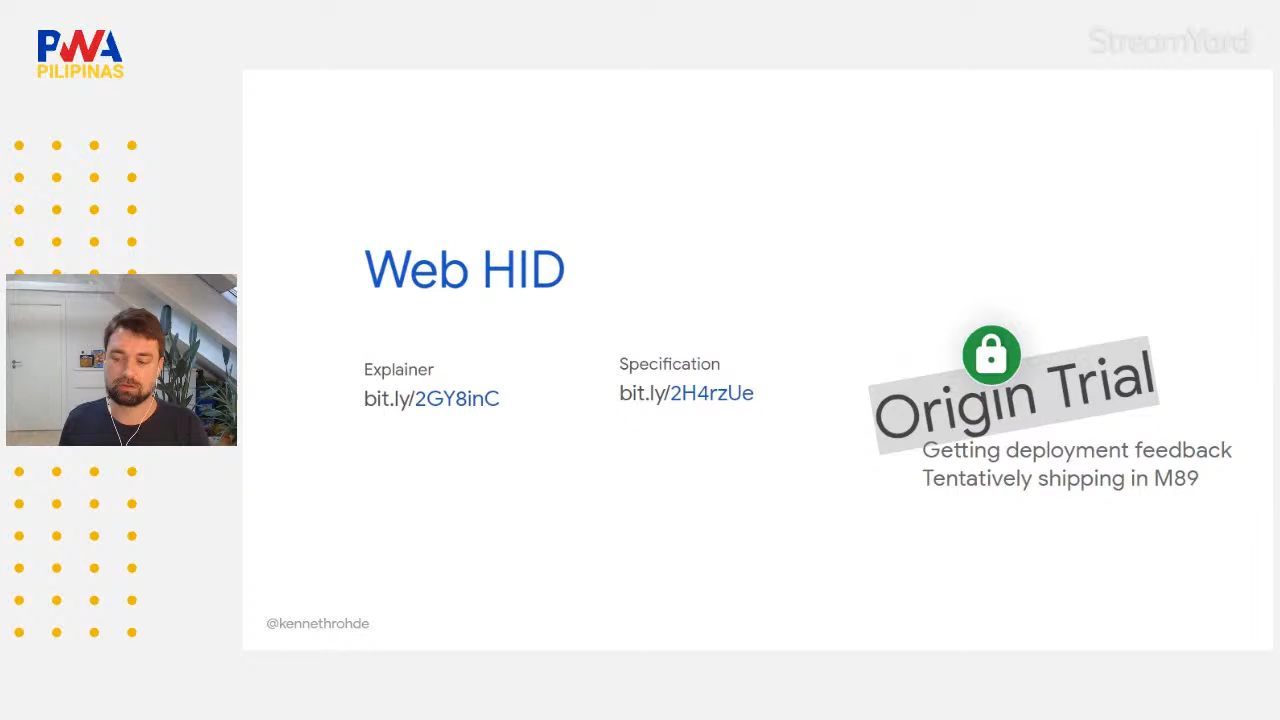 PWA
PILIPINAS
StreamYard
Web HID
Explainer
bit.ly/2GY8inC
Specification
bit.ly/2H4rzUe
Origin Trial
Getting deployment feedback
Tentatively shipping in M89
@kennethrohde